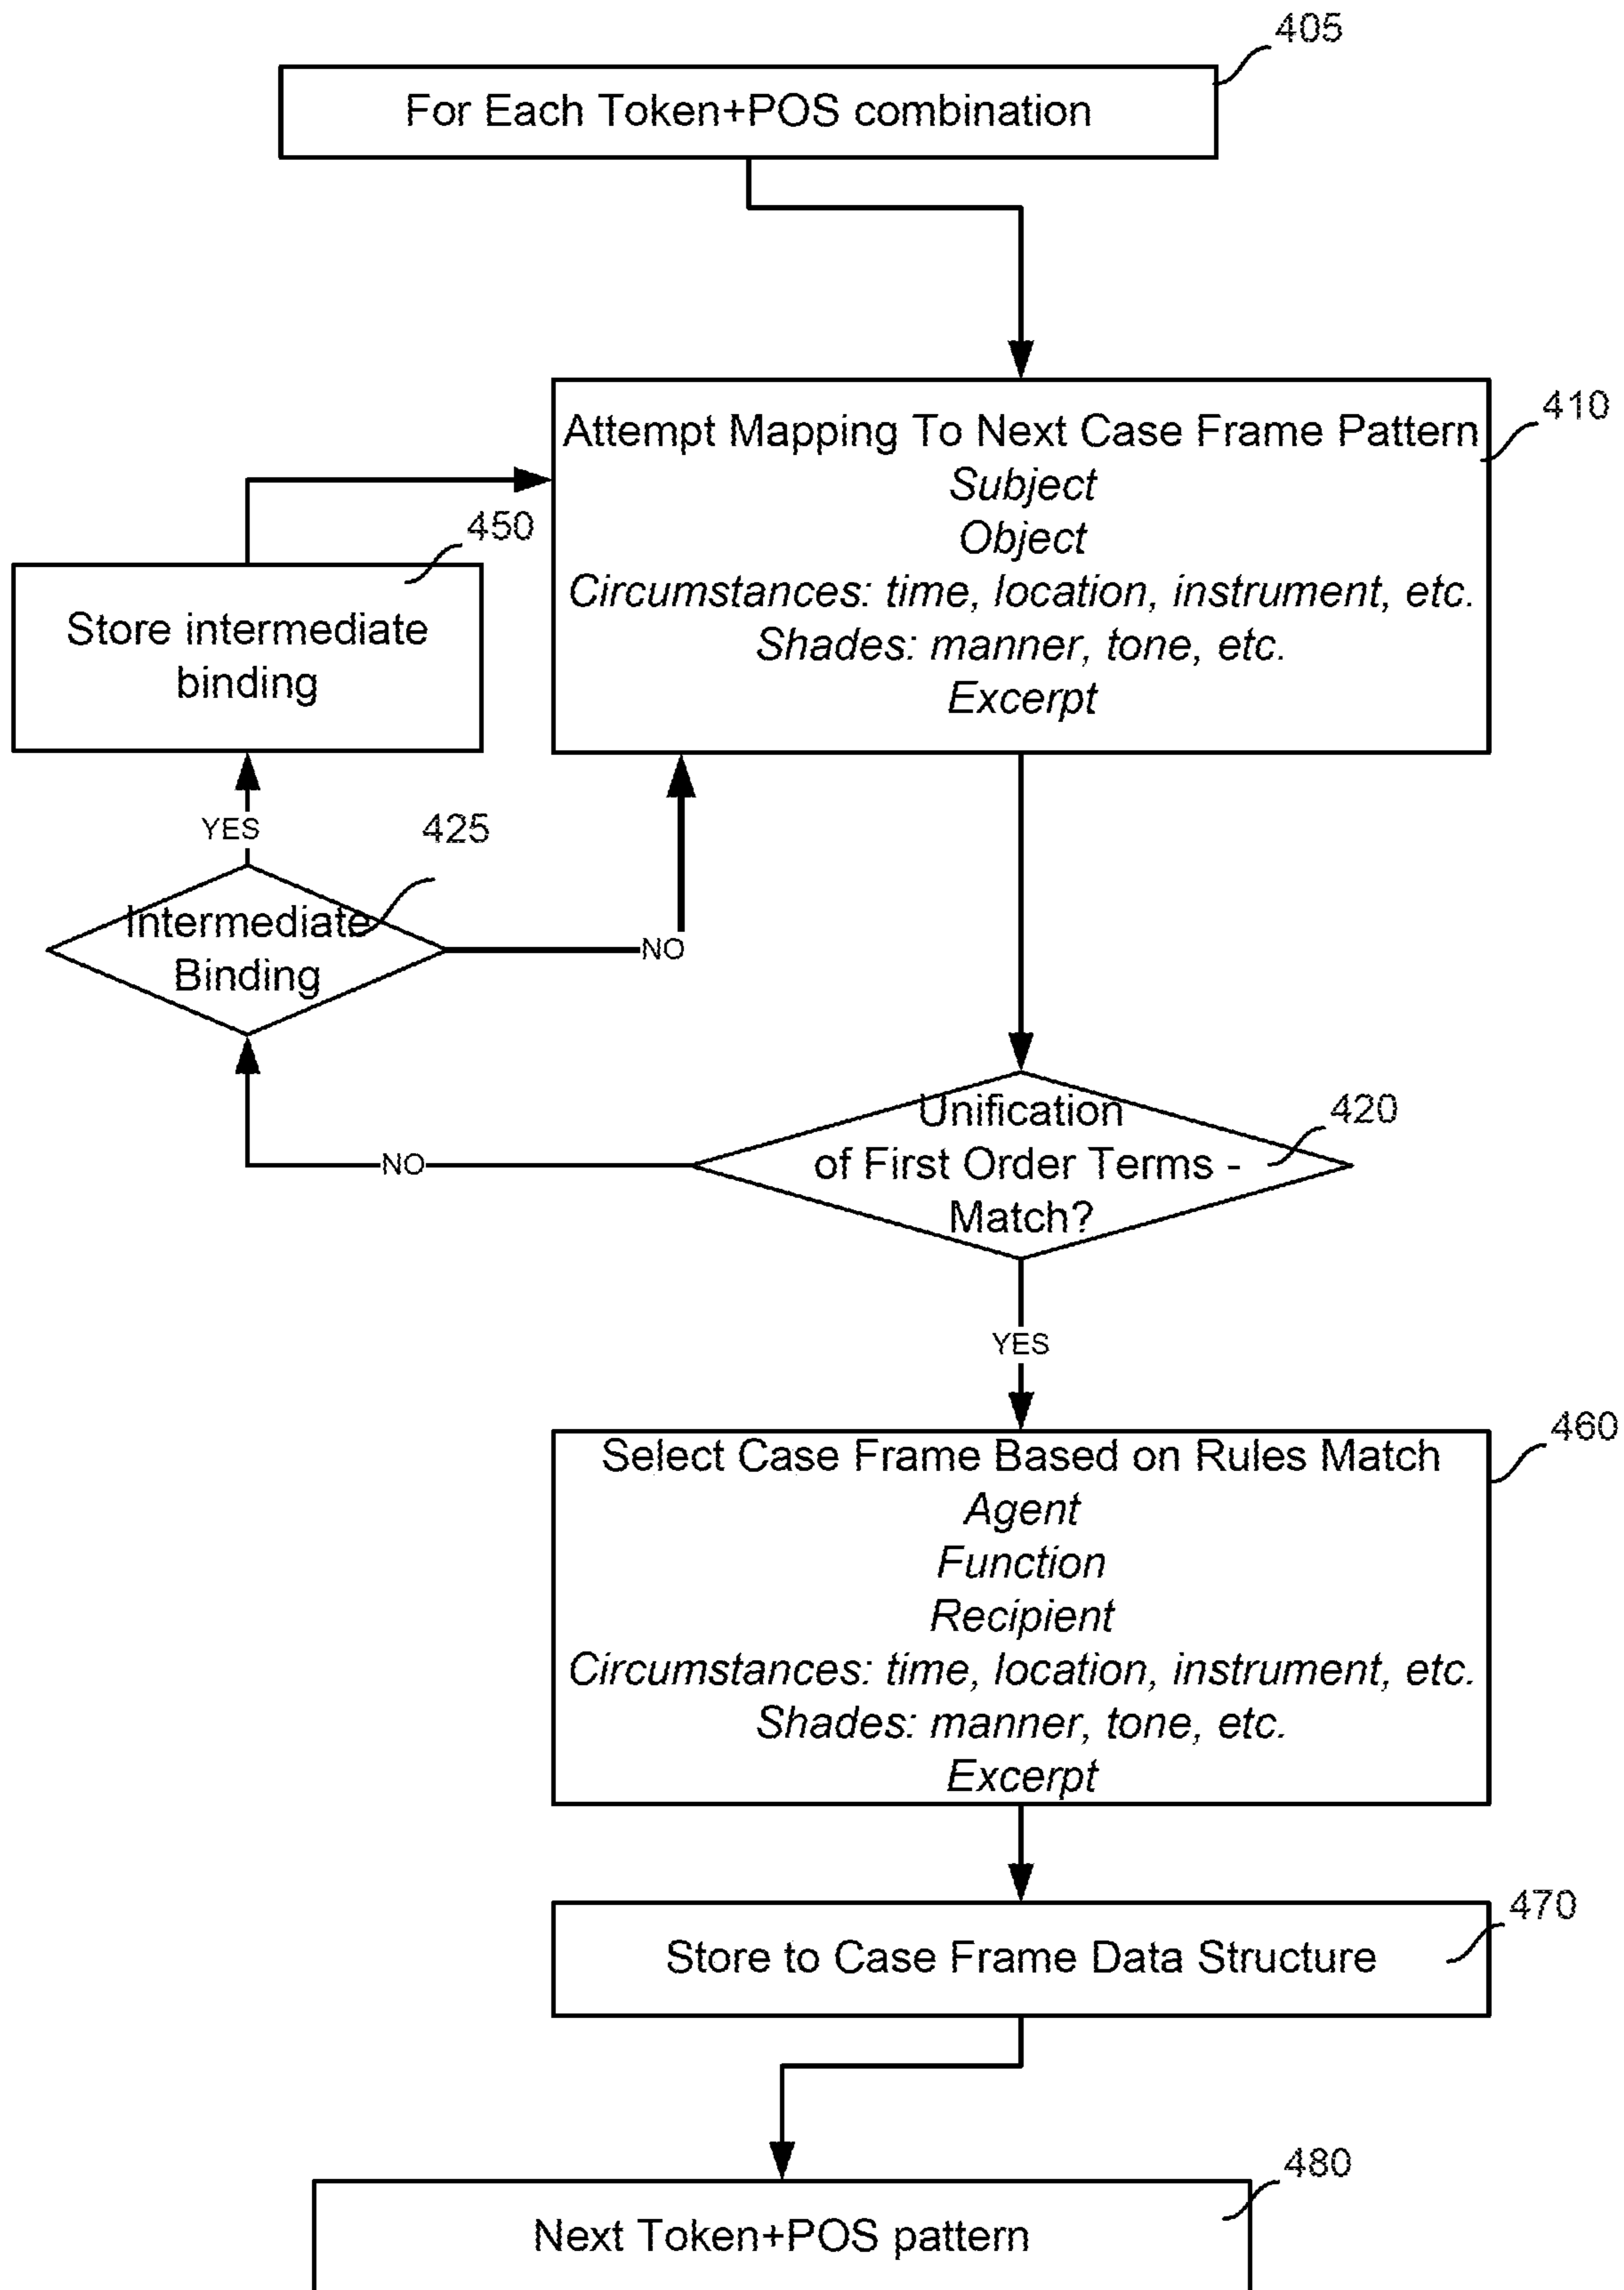 405
For Each Token+POS combination
410
Attempt Mapping To Next Case Frame Pattern
Subject
Object
Circumstances: time, location, instrument, etc.
Shades: manner, tone, etc.
Excerpt
450
Store intermediate
binding
YES
425
Intermediate
Binding
NO
420
Unification
of First Order Terms -
Match?
NO
YES
460
Select Case Frame Based on Rules Match
Agent
Function
Recipient
Circumstances: time, location, instrument, etc.
Shades: manner, tone, etc.
Excerpt
470
Store to Case Frame Data Structure
480
Next Token+POS pattern